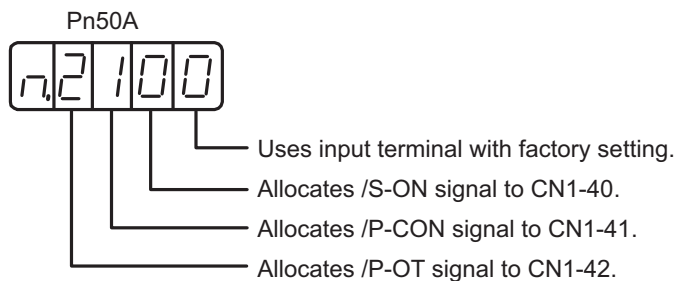 Pn50A
n.2100
Uses input terminal with factory setting.
Allocates /S-ON signal to CN1-40.
Allocates /P-CON signal to CN1-41.
Allocates /P-OT signal to CN1-42.